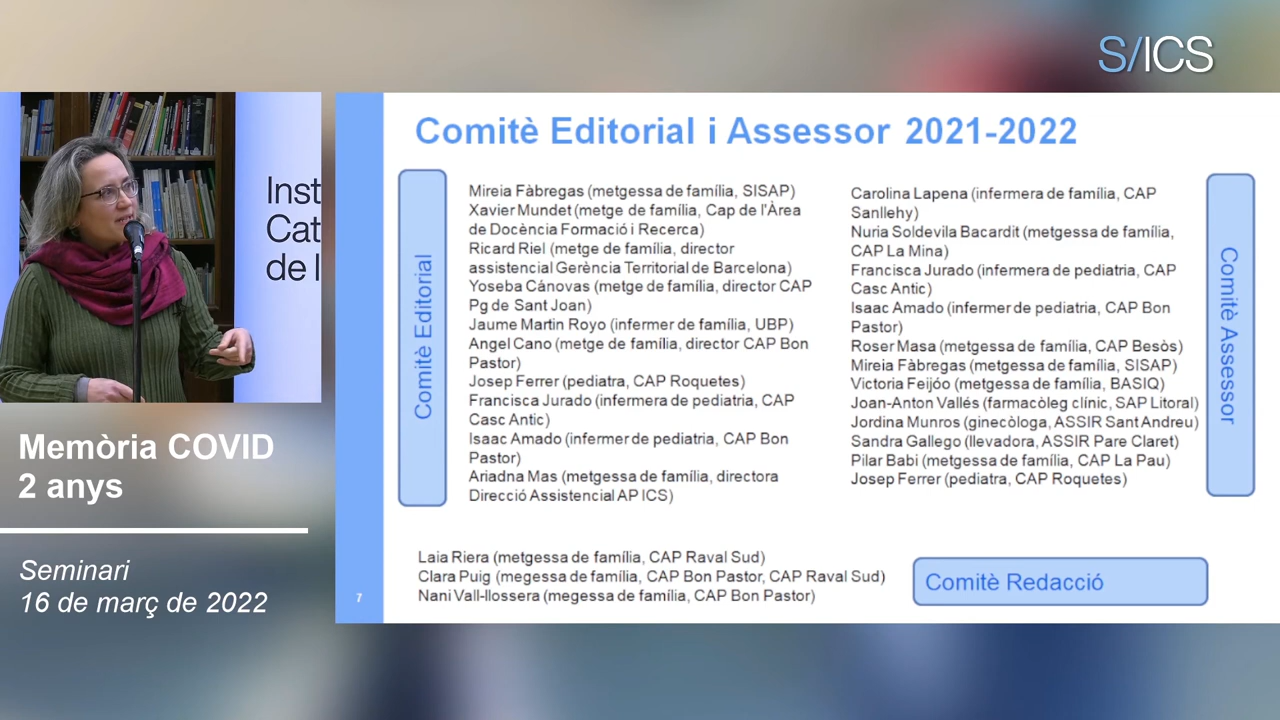 S/ICS
Inst
Cat
de l
Memòria COVID
2 anys
Seminari
16 de març de 2022
Comitè Editorial i Assessor 2021-2022
Comitè Editorial
Mireia Fàbregas (metgessa de família, SISAP)
Xavier Mundet (metge de família, Cap de l'Àrea
de Docència Formació i Recerca)
Ricard Riel (metge de família, director
assistencial Gerència Territorial de Barcelona)
Yoseba Cánovas (metge de família, director CAP
Pg de Sant Joan)
Jaume Martin Royo (infermer de família, UBP)
Angel Cano (metge de família, director CAP Bon
Pastor)
Josep Ferrer (pediatra, CAP Roquetes)
Francisca Jurado (infermera de pediatria, CAP
Casc Antic)
Isaac Amado (infermer de pediatria, CAP Bon
Pastor)
Ariadna Mas (metgessa de família, directora
Direcció Assistencial AP ICS)
Carolina Lapena (infermera de família, CAP
Sanllehy)
Nuria Soldevila Bacardit (metgessa de família,
CAP La Mina)
Francisca Jurado (infermera de pediatria, CAP
Casc Antic)
Isaac Amado (infermer de pediatria, CAP Bon
Pastor)
Roser Masa (metgessa de família, CAP Besòs)
Mireia Fàbregas (metgessa de família, SISAP)
Victoria Feijóo (metgessa de família, BASIQ)
Joan-Anton Vallés (farmacòleg clínic, SAP Litoral)
Jordina Munros (ginecòloga, ASSIR Sant Andreu)
Sandra Gallego (llevadora, ASSIR Pare Claret)
Pilar Babi (metgessa de família, CAP La Pau)
Josep Ferrer (pediatra, CAP Roquetes)
Comitè Assessor
Laia Riera (metgessa de família, CAP Raval Sud)
Clara Puig (megessa de família, CAP Bon Pastor, CAP Raval Sud)
Nani Vall-llossera (megessa de família, CAP Bon Pastor)
Comitè Redacció
7